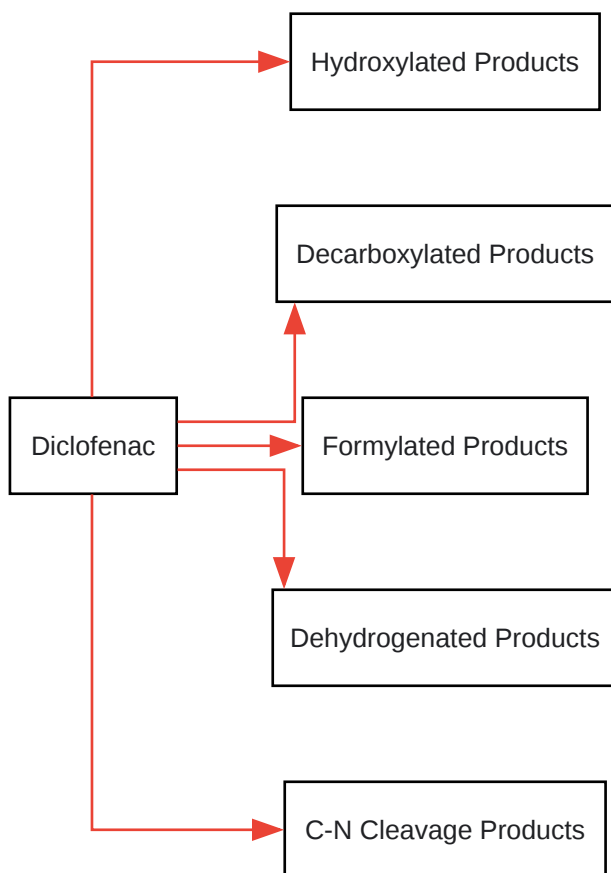 Hydroxylated Products
Decarboxylated Products
Diclofenac
Formylated Products
Dehydrogenated Products
C-N Cleavage Products